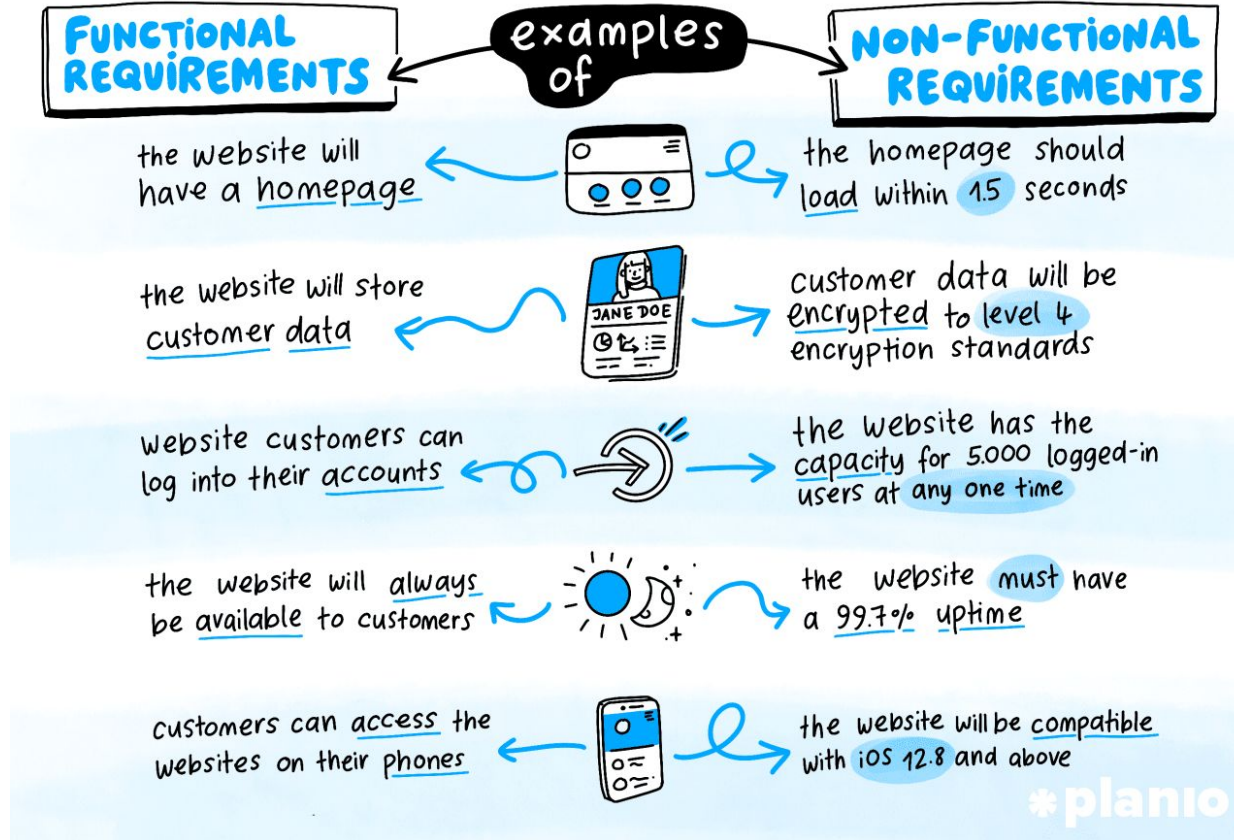 FUNCTIONAL
REQUIREMENTS
examples
of
NON-FUNCTIONAL
REQUIREMENTS
the website will
have a homepage
the homepage should
load within 1.5 seconds
the website will store
customer data
JANE DOE
customer data will be
encrypted to level 4
encryption standards
website customers can
log into their accounts
the website has the
capacity for 5.000 logged-in
users at any one time
the website will always
be available to customers
the website must have
a 99.7% uptime
customers can access the
websites on their phones
the website will be compatible
with iOS 12.8 and above
planio